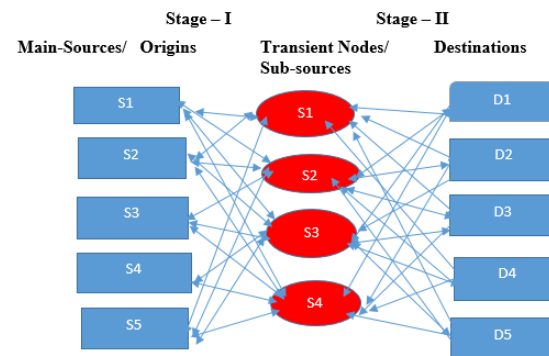 Stage – I Stage – II
Main-Sources/ Origins Transient Nodes/ Destinations
Sub-sources
S1 S1 D1
S2 S2 D2
S3 S3 D3
S4 S4 D4
S5 D5